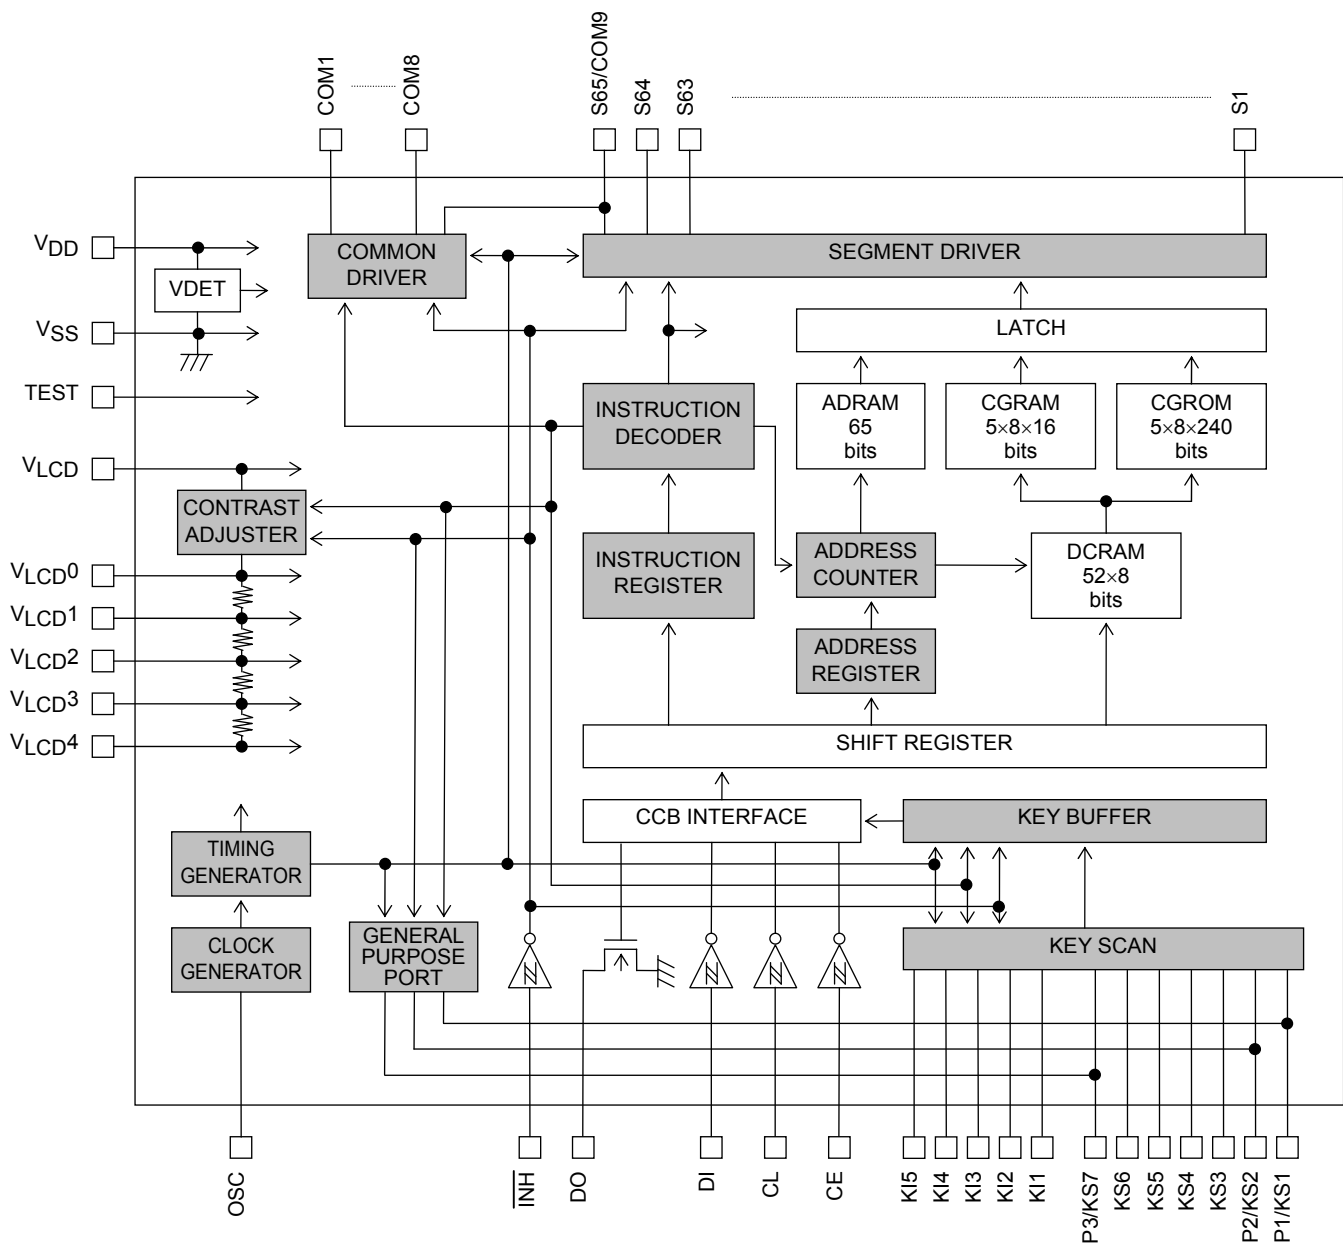 COM1
COM8
S65/COM9
S64
S63
S1
VDD
VDET
VSS
TEST
VLCD
CONTRAST
ADJUSTER
VLCD0
VLCD1
VLCD2
VLCD3
VLCD4
COMMON
DRIVER
SEGMENT DRIVER
LATCH
INSTRUCTION
DECODER
ADRAM
65
bits
CGRAM
5×8×16
bits
CGROM
5×8×240
bits
INSTRUCTION
REGISTER
ADDRESS
COUNTER
DCRAM
52×8
bits
ADDRESS
REGISTER
SHIFT REGISTER
CCB INTERFACE
KEY BUFFER
TIMING
GENERATOR
CLOCK
GENERATOR
GENERAL
PURPOSE
PORT
KEY SCAN
OSC
INH
DO
DI
CL
CE
KI5
KI4
KI3
KI2
KI1
P3/KS7
KS6
KS5
KS4
KS3
P2/KS2
P1/KS1